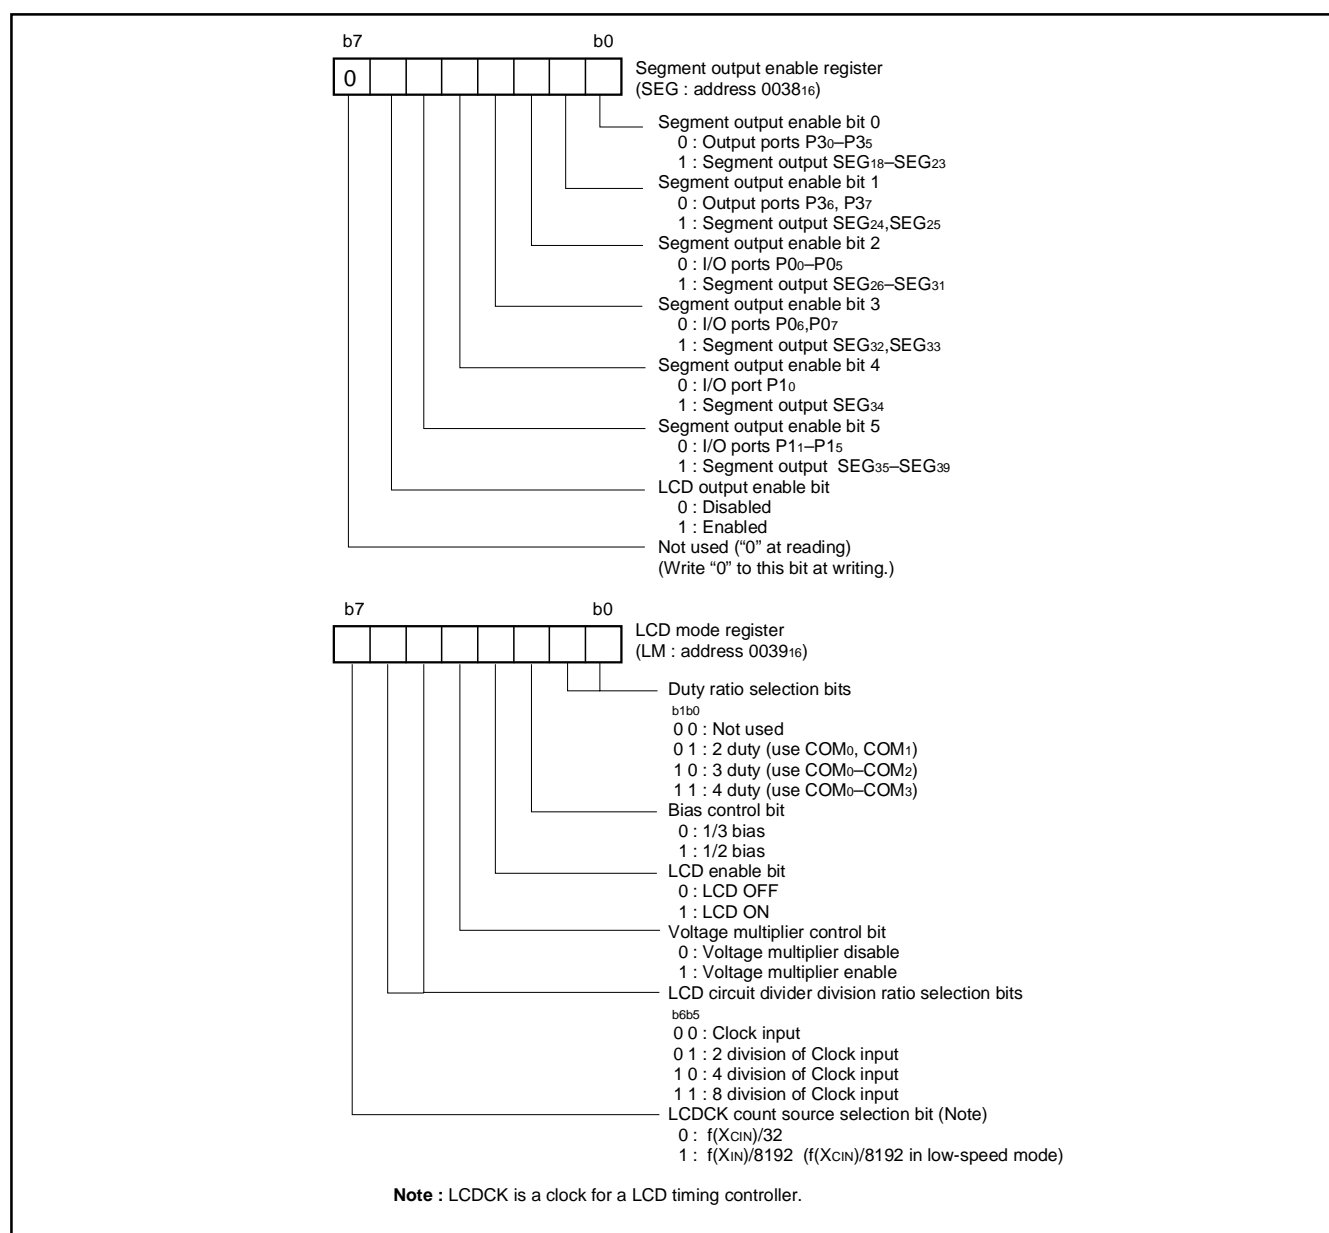 b7 b0
0
Segment output enable register
(SEG : address 003816)
Segment output enable bit 0
0 : Output ports P30–P35
1 : Segment output SEG18–SEG23
Segment output enable bit 1
0 : Output ports P36, P37
1 : Segment output SEG24,SEG25
Segment output enable bit 2
0 : I/O ports P00–P05
1 : Segment output SEG26–SEG31
Segment output enable bit 3
0 : I/O ports P06,P07
1 : Segment output SEG32,SEG33
Segment output enable bit 4
0 : I/O port P10
1 : Segment output SEG34
Segment output enable bit 5
0 : I/O ports P11–P15
1 : Segment output SEG35–SEG39
LCD output enable bit
0 : Disabled
1 : Enabled
Not used (“0” at reading)
(Write “0” to this bit at writing.)
b7 b0
LCD mode register
(LM : address 003916)
Duty ratio selection bits
b1b0
0 0 : Not used
0 1 : 2 duty (use COM0, COM1)
1 0 : 3 duty (use COM0–COM2)
1 1 : 4 duty (use COM0–COM3)
Bias control bit
0 : 1/3 bias
1 : 1/2 bias
LCD enable bit
0 : LCD OFF
1 : LCD ON
Voltage multiplier control bit
0 : Voltage multiplier disable
1 : Voltage multiplier enable
LCD circuit divider division ratio selection bits
b6b5
0 0 : Clock input
0 1 : 2 division of Clock input
1 0 : 4 division of Clock input
1 1 : 8 division of Clock input
LCDCK count source selection bit (Note)
0 : f(XCIN)/32
1 : f(XIN)/8192 (f(XCIN)/8192 in low-speed mode)
Note : LCDCK is a clock for a LCD timing controller.